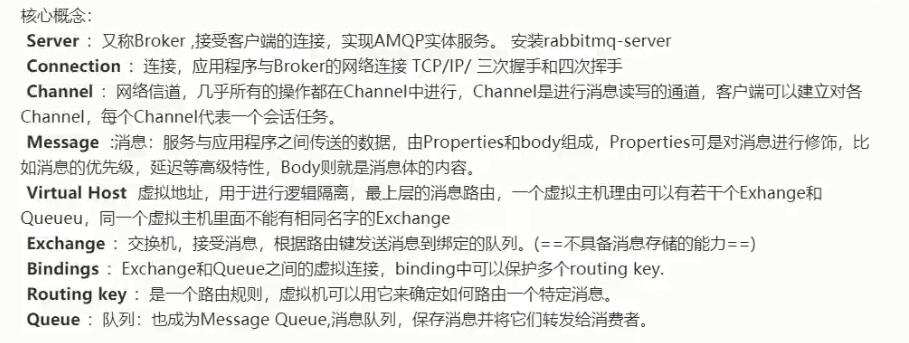 核心概念：
Server ：又称Broker ,接受客户端的连接，实现AMQP实体服务。 安装rabbitmq-server
Connection ：连接，应用程序与Broker的网络连接 TCP/IP/ 三次握手和四次挥手
Channel ：网络信道，几乎所有的操作都在Channel中进行，Channel是进行消息读写的通道，客户端可以建立对各
Channel，每个Channel代表一个会话任务。
Message :消息：服务与应用程序之间传送的数据，由Properties和body组成，Properties可是对消息进行修饰，比
如消息的优先级，延迟等高级特性，Body则就是消息体的内容。
Virtual Host 虚拟地址，用于进行逻辑隔离，最上层的消息路由，一个虚拟主机理由可以有若干个Exhange和
Queueu，同一个虚拟主机里面不能有相同名字的Exchange
Exchange ：交换机，接受消息，根据路由键发送消息到绑定的队列。(==不具备消息存储的能力==)
Bindings ：Exchange和Queue之间的虚拟连接，binding中可以保护多个routing key.
Routing key ：是一个路由规则，虚拟机可以用它来确定如何路由一个特定消息。
Queue ：队列：也成为Message Queue,消息队列，保存消息并将它们转发给消费者。